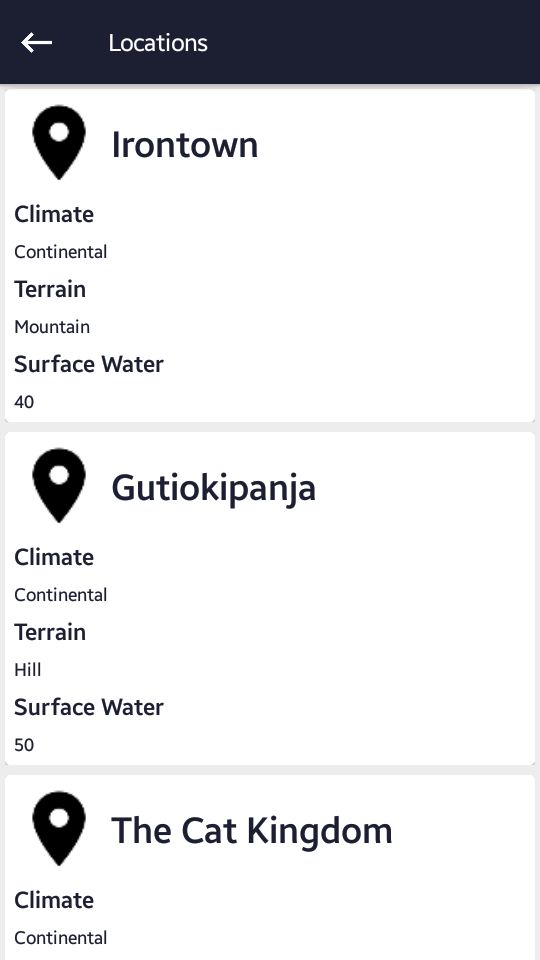 Locations
Irontown
Climate
Continental
Terrain
Mountain
Surface Water
40
Gutiokipanja
Climate
Continental
Terrain
Hill
Surface Water
50
The Cat Kingdom
Climate
Continental